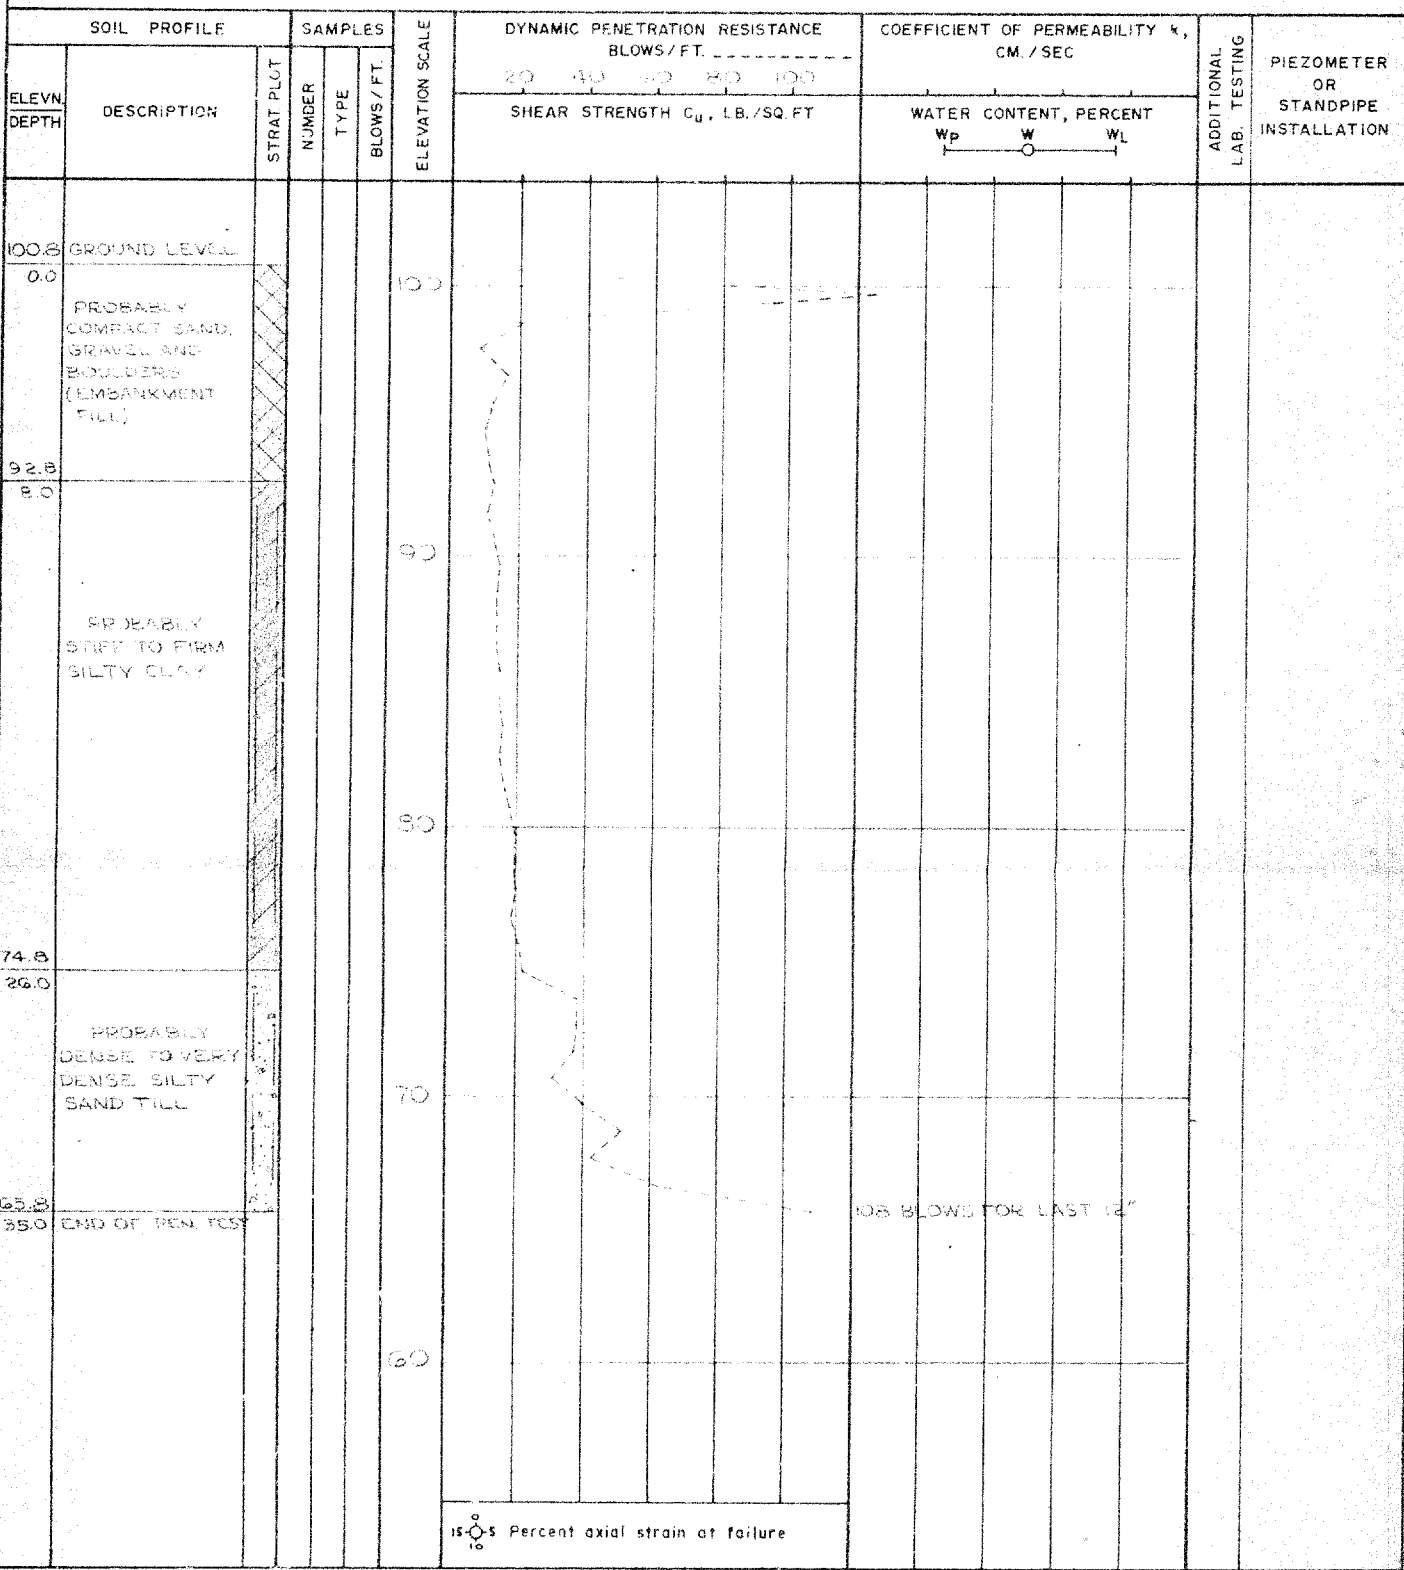 SOIL PROFILE
SAMPLES
ELEVATION SCALE
DYNAMIC PENETRATION RESISTANCE
BLOWS/FT. ----------
20 40 60 80 100
SHEAR STRENGTH Cu, LB./SQ.FT
COEFFICIENT OF PERMEABILITY k,
CM./SEC
WATER CONTENT, PERCENT
WP W WL
ADDITIONAL
LAB. TESTING
PIEZOMETER
OR
STANDPIPE
INSTALLATION
ELEVN.
DEPTH
DESCRIPTION
STRAT PLOT
NUMBER
TYPE
BLOWS/FT.
100.8 GROUND LEVEL
0.0
PROBABLY
COMPACT SAND,
GRAVEL AND
BOULDERS
(EMBANKMENT
FILL)
92.8
8.0
PROBABLY
STIFF TO FIRM
SILTY CLAY
74.8
26.0
PROBABLY
DENSE TO VERY
DENSE SILTY
SAND TILL
65.8
35.0 END OF PEN. TEST
100
90
80
70
60
108 BLOWS FOR LAST 12"
0
15 5 Percent axial strain at failure
10